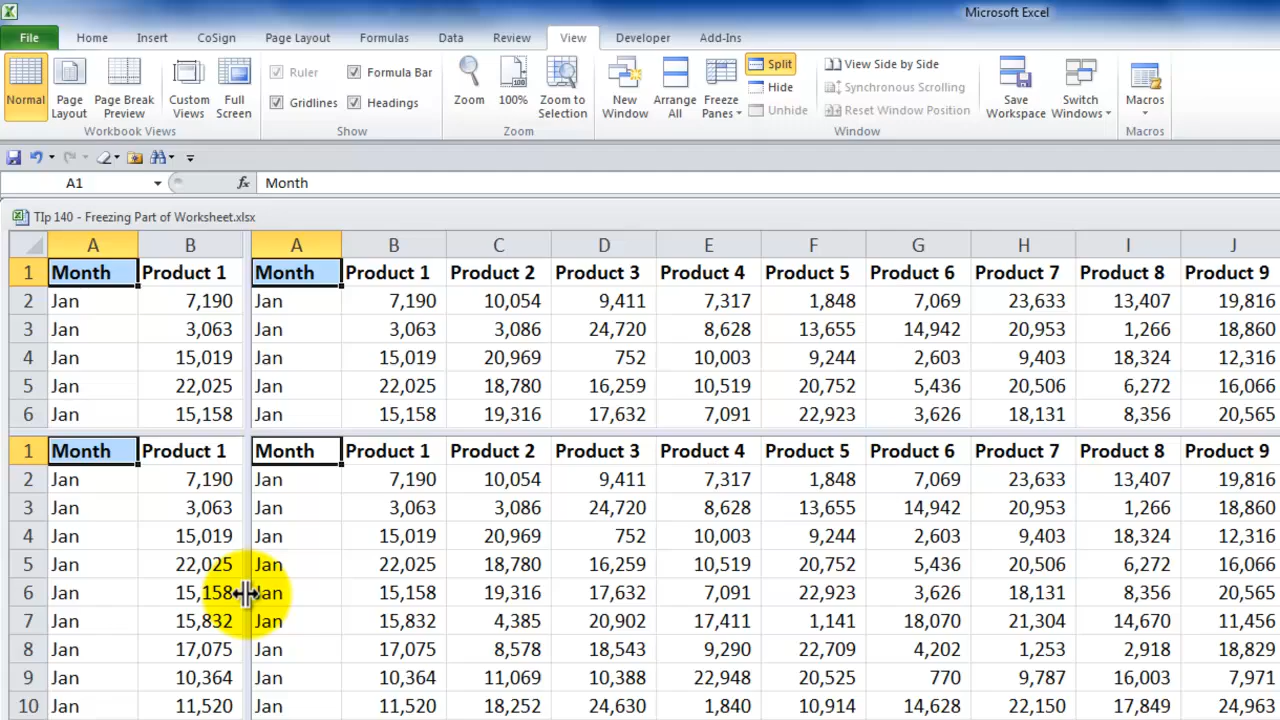 Microsoft Excel
File Home Insert CoSign Page Layout Formulas Data Review View Developer Add-Ins
Normal Page Layout Page Break Preview Custom Views Full Screen
Workbook Views
Ruler Formula Bar
Gridlines Headings
Show
Zoom 100% Zoom to Selection
Zoom
New Window Arrange All Freeze Panes
Split
Hide
Unhide
View Side by Side
Synchronous Scrolling
Reset Window Position
Save Workspace Switch Windows
Window
Macros
Macros
A1 fx Month
TIp 140 - Freezing Part of Worksheet.xlsx
A B A B C D E F G H I J
1 Month Product 1 Month Product 1 Product 2 Product 3 Product 4 Product 5 Product 6 Product 7 Product 8 Product 9
2 Jan 7,190 Jan 7,190 10,054 9,411 7,317 1,848 7,069 23,633 13,407 19,816
3 Jan 3,063 Jan 3,063 3,086 24,720 8,628 13,655 14,942 20,953 1,266 18,860
4 Jan 15,019 Jan 15,019 20,969 752 10,003 9,244 2,603 9,403 18,324 12,316
5 Jan 22,025 Jan 22,025 18,780 16,259 10,519 20,752 5,436 20,506 6,272 16,066
6 Jan 15,158 Jan 15,158 19,316 17,632 7,091 22,923 3,626 18,131 8,356 20,565
1 Month Product 1 Month Product 1 Product 2 Product 3 Product 4 Product 5 Product 6 Product 7 Product 8 Product 9
2 Jan 7,190 Jan 7,190 10,054 9,411 7,317 1,848 7,069 23,633 13,407 19,816
3 Jan 3,063 Jan 3,063 3,086 24,720 8,628 13,655 14,942 20,953 1,266 18,860
4 Jan 15,019 Jan 15,019 20,969 752 10,003 9,244 2,603 9,403 18,324 12,316
5 Jan 22,025 Jan 22,025 18,780 16,259 10,519 20,752 5,436 20,506 6,272 16,066
6 Jan 15,158 Jan 15,158 19,316 17,632 7,091 22,923 3,626 18,131 8,356 20,565
7 Jan 15,832 Jan 15,832 4,385 20,902 17,411 1,141 18,070 21,304 14,670 11,456
8 Jan 17,075 Jan 17,075 8,578 18,543 9,290 22,709 4,202 1,253 2,918 18,829
9 Jan 10,364 Jan 10,364 11,069 10,388 22,948 20,525 770 9,787 16,003 7,971
10 Jan 11,520 Jan 11,520 18,252 24,630 1,840 10,914 14,628 22,150 17,849 24,963